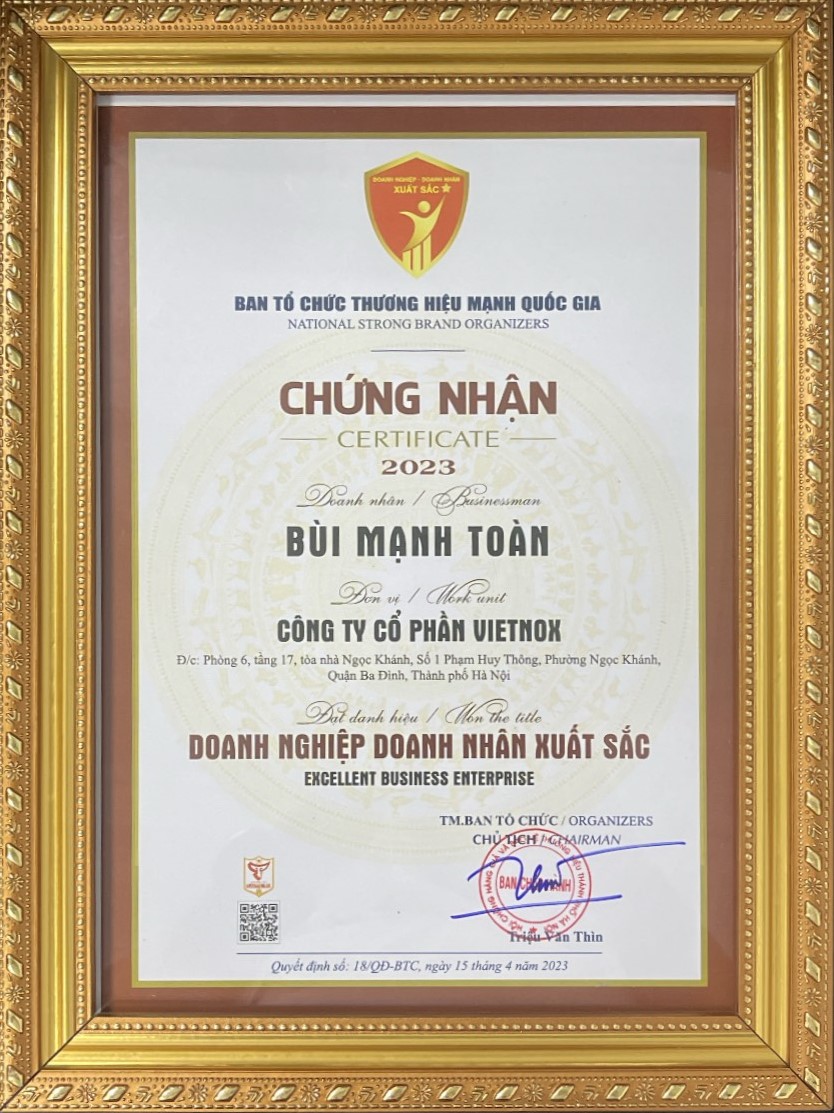 DOANH NGHIỆP - DOANH NHÂN
XUẤT SẮC
BAN TỔ CHỨC THƯƠNG HIỆU MẠNH QUỐC GIA
NATIONAL STRONG BRAND ORGANIZERS
CHỨNG NHẬN
CERTIFICATE
2023
Doanh nhân / Businessman
BÙI MẠNH TOÀN
Đơn vị / Work unit
CÔNG TY CỔ PHẦN VIETNOX
Đ/c: Phòng 6, tầng 17, tòa nhà Ngọc Khánh, Số 1 Phạm Huy Thông, Phường Ngọc Khánh,
Quận Ba Đình, Thành phố Hà Nội
Đạt danh hiệu / Won the title
DOANH NGHIỆP DOANH NHÂN XUẤT SẮC
EXCELLENT BUSINESS ENTERPRISE
TM.BAN TỔ CHỨC / ORGANIZERS
CHỦ TỊCH / CHAIRMAN
Triệu Văn Thìn
Quyết định số: 18/QĐ-BTC, ngày 15 tháng 4 năm 2023